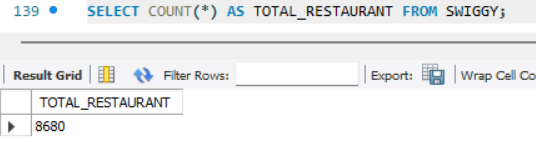 139 SELECT COUNT(*) AS TOTAL_RESTAURANT FROM SWIGGY;
Result Grid Filter Rows: Export: Wrap Cell Co
TOTAL_RESTAURANT
8680